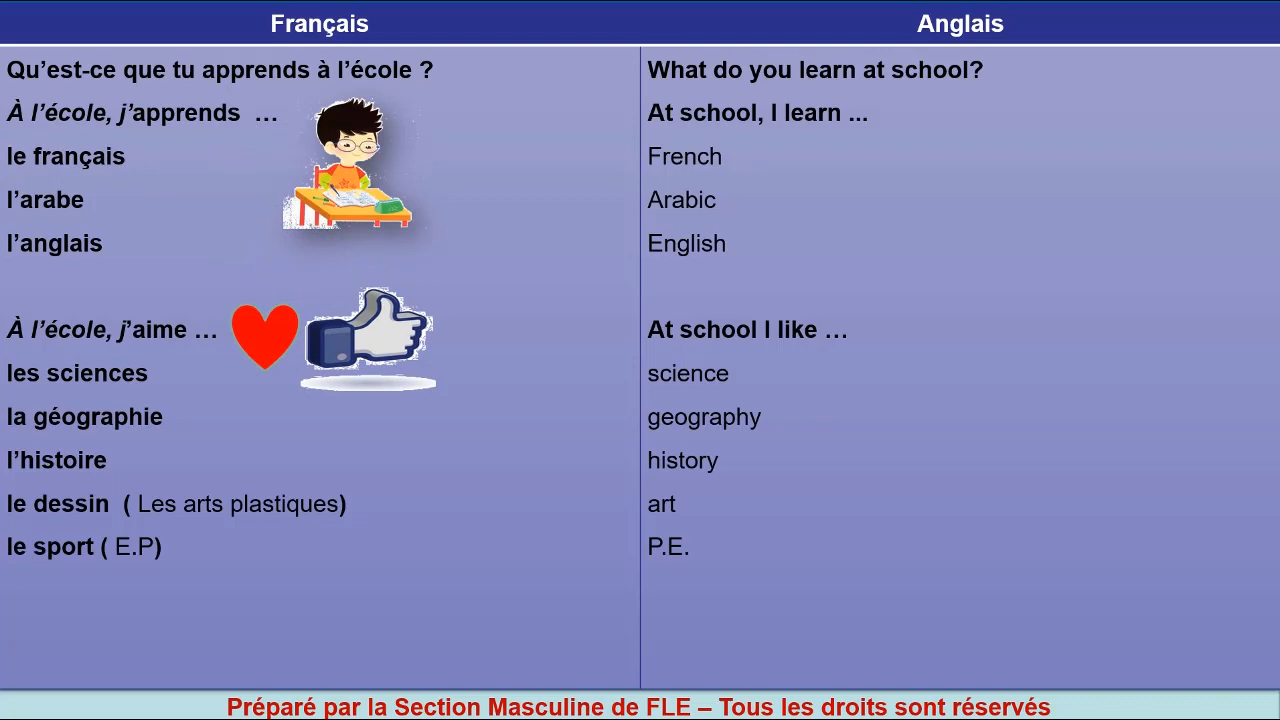 Français
Anglais
Qu’est-ce que tu apprends à l’école ?
À l’école, j’apprends …
le français
l’arabe
l’anglais
À l’école, j’aime …
les sciences
la géographie
l’histoire
le dessin ( Les arts plastiques)
le sport ( E.P)
What do you learn at school?
At school, I learn ...
French
Arabic
English
At school I like …
science
geography
history
art
P.E.
Préparé par la Section Masculine de FLE – Tous les droits sont réservés